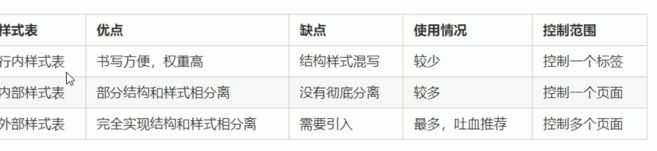 样式表 优点 缺点 使用情况 控制范围
行内样式表 书写方便，权重高 结构样式混写 较少 控制一个标签
内部样式表 部分结构和样式相分离 没有彻底分离 较多 控制一个页面
外部样式表 完全实现结构和样式相分离 需要引入 最多，吐血推荐 控制多个页面